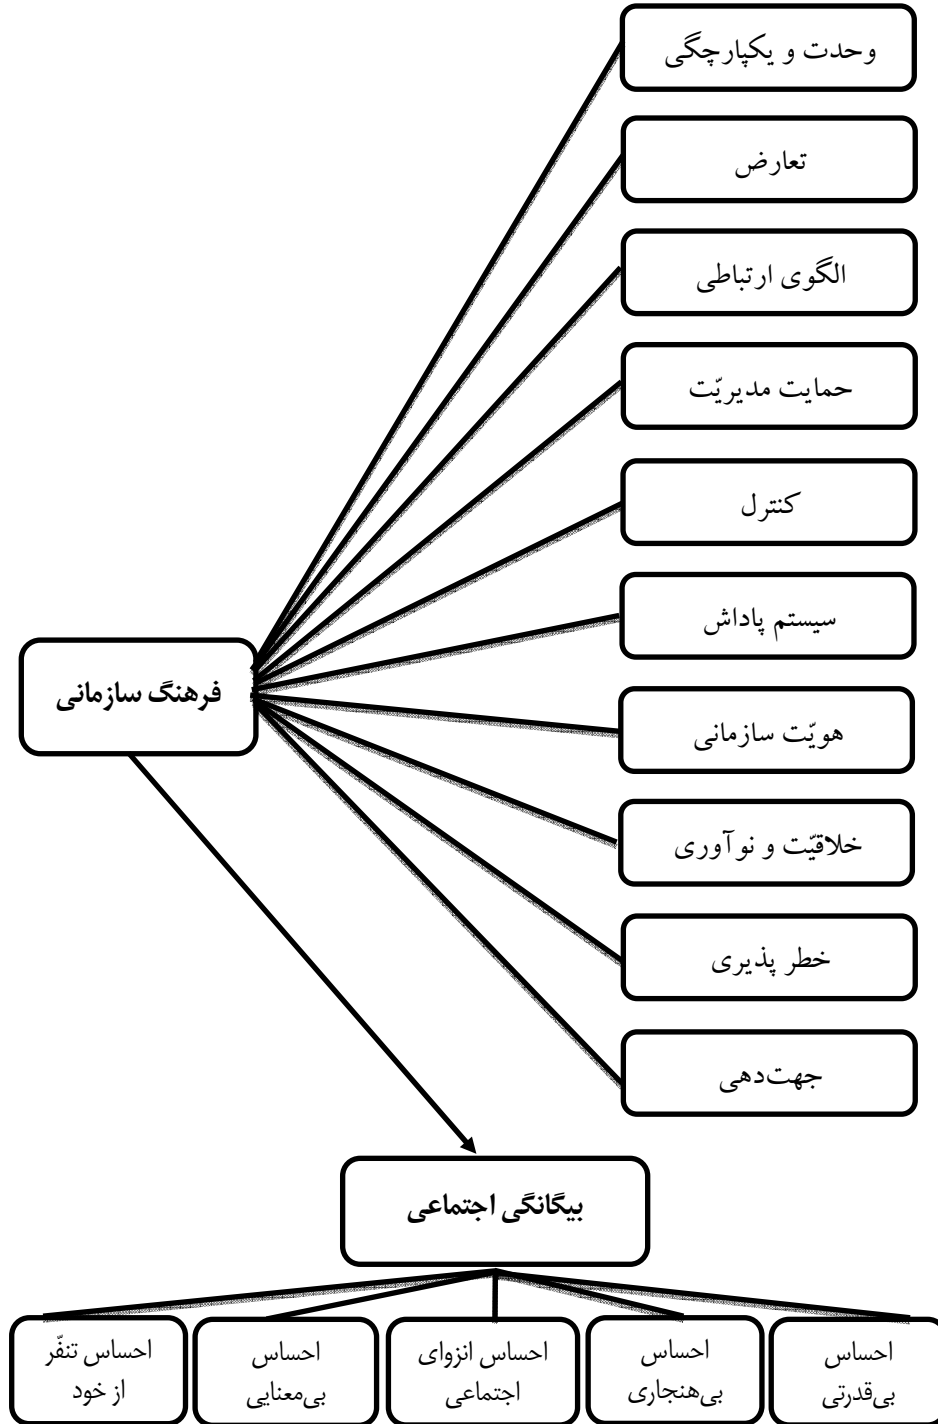 وحدت و یکپارچگی
تعارض
الگوی ارتباطی
حمایت مدیریّت
کنترل
سیستم پاداش
فرهنگ سازمانی
هویّت سازمانی
خلاقیّت و نوآوری
خطر پذیری
جهت‌دهی
بیگانگی اجتماعی
احساس
بی‌قدرتی
احساس
بی‌هنجاری
احساس انزوای
اجتماعی
احساس
بی‌معنایی
احساس تنفّر
از خود